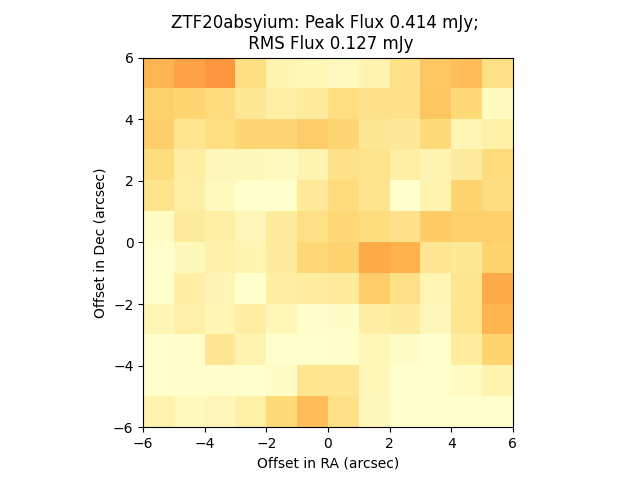 ZTF20absyium: Peak Flux 0.414 mJy;
RMS Flux 0.127 mJy
6
4
2
0
−2
−4
−6
Offset in Dec (arcsec)
−6 −4 −2 0 2 4 6
Offset in RA (arcsec)